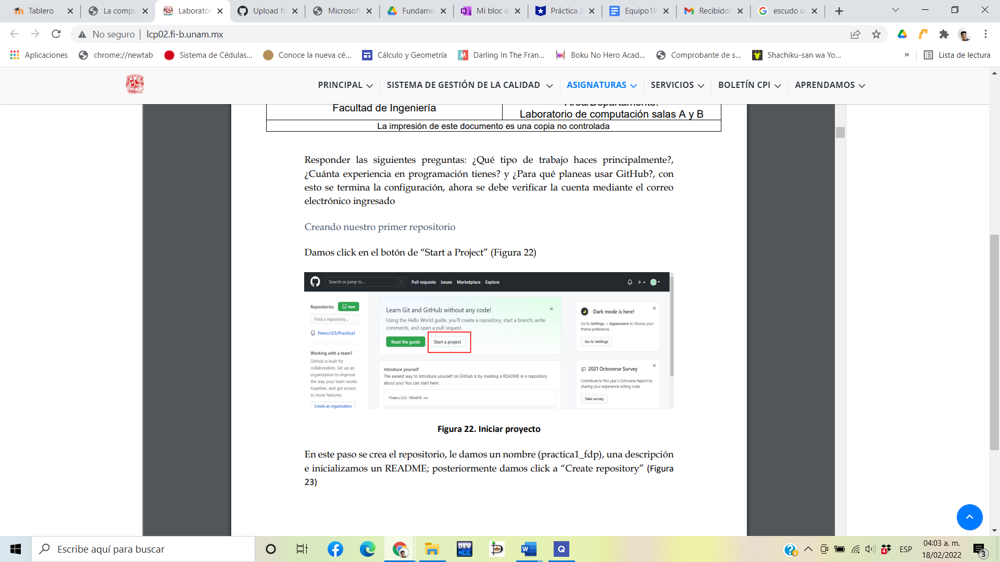 Tablero
La compu
Laborator
Upload fil
Microsoft
Fundame
Mi bloc d
Práctica 2
Equipo1P
Recibidos
escudo u
No seguro
lcp02.fi-b.unam.mx
Aplicaciones
chrome://newtab
Sistema de Cédulas...
Conoce la nueva cé...
Cálculo y Geometría
Darling In The Fran...
Boku No Hero Acad...
Comprobante de s...
Shachiku-san wa Yo...
»
Lista de lectura
PRINCIPAL
SISTEMA DE GESTIÓN DE LA CALIDAD
ASIGNATURAS
SERVICIOS
BOLETÍN CPI
APRENDAMOS
Facultad de Ingeniería
Área/Departamento:
Laboratorio de computación salas A y B
La impresión de este documento es una copia no controlada
Responder las siguientes preguntas: ¿Qué tipo de trabajo haces principalmente?,
¿Cuánta experiencia en programación tienes? y ¿Para qué planeas usar GitHub?, con
esto se termina la configuración, ahora se debe verificar la cuenta mediante el correo
electrónico ingresado
Creando nuestro primer repositorio
Damos click en el botón de “Start a Project” (Figura 22)
Search or jump to...
/
Pull requests
Issues
Marketplace
Explore
Repositories
New
Find a repository...
fimecc123/Practica1
Working with a team?
GitHub is built for
collaboration. Set up an
organization to improve
the way your team works
together, and get access
to more features.
Create an organization
Learn Git and GitHub without any code!
Using the Hello World guide, you'll create a repository, start a branch, write
comments, and open a pull request.
Read the guide
Start a project
Introduce yourself
The easiest way to introduce yourself on GitHub is by creating a README in a repository
about you! You can start here:
fimecc123 / README.md
Dark mode is here!
Go to Settings → Appearance to choose your
theme preference.
Go to Settings
2021 Octoverse Survey
Contribute to this year's Octoverse Report by
sharing your experience writing code.
Take survey
Figura 22. Iniciar proyecto
En este paso se crea el repositorio, le damos un nombre (practica1_fdp), una descripción
e inicializamos un README; posteriormente damos click a “Create repository” (Figura
23)
Escribe aquí para buscar
DEV
W
Q
4
ESP
04:03 a. m.
18/02/2022
3